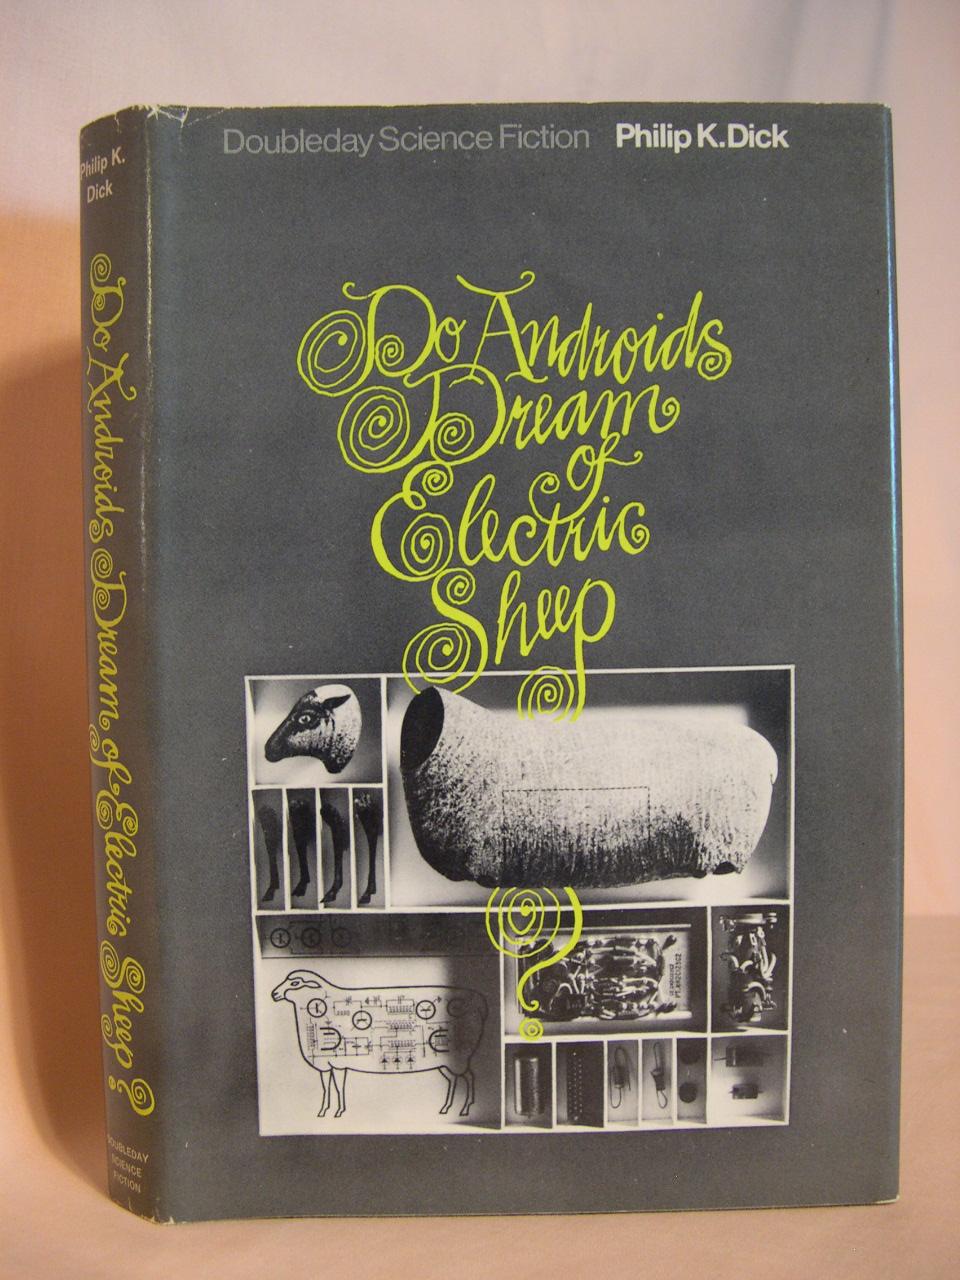 Doubleday Science Fiction Philip K. Dick
Do Androids
Dream
of
Electric
Sheep
?
Philip K.
Dick
Do Androids Dream of Electric Sheep?
DOUBLEDAY
SCIENCE
FICTION